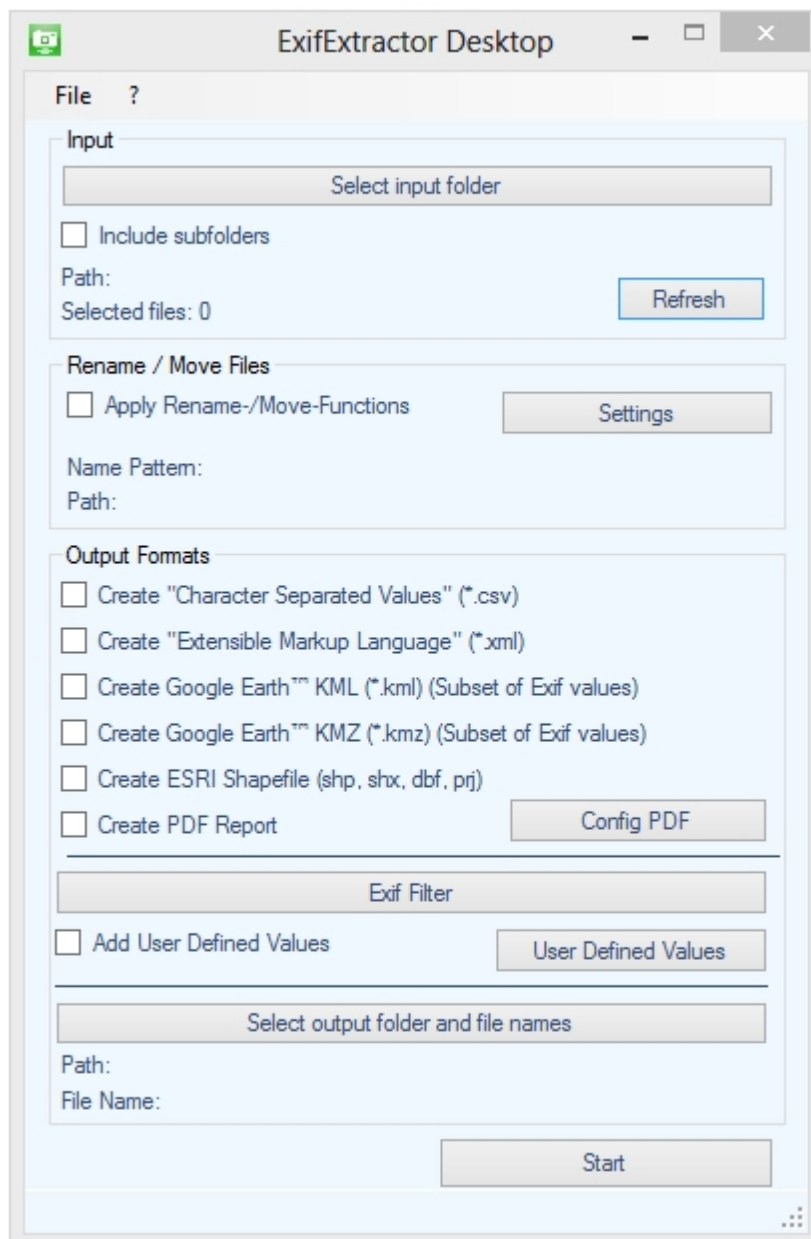 ExifExtractor Desktop
File ?
Input
Select input folder
Include subfolders
Path:
Selected files: 0
Refresh
Rename / Move Files
Apply Rename-/Move-Functions
Settings
Name Pattern:
Path:
Output Formats
Create "Character Separated Values" (*.csv)
Create "Extensible Markup Language" (*.xml)
Create Google Earth™ KML (*.kml) (Subset of Exif values)
Create Google Earth™ KMZ (*.kmz) (Subset of Exif values)
Create ESRI Shapefile (shp, shx, dbf, prj)
Create PDF Report
Config PDF
Exif Filter
Add User Defined Values
User Defined Values
Select output folder and file names
Path:
File Name:
Start